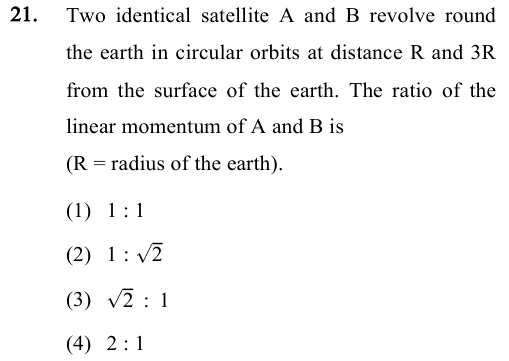 21. Two identical satellite A and B revolve round
the earth in circular orbits at distance R and 3R
from the surface of the earth. The ratio of the
linear momentum of A and B is
(R = radius of the earth).
(1) 1 : 1
(2) 1 : √2
(3) √2 : 1
(4) 2 : 1